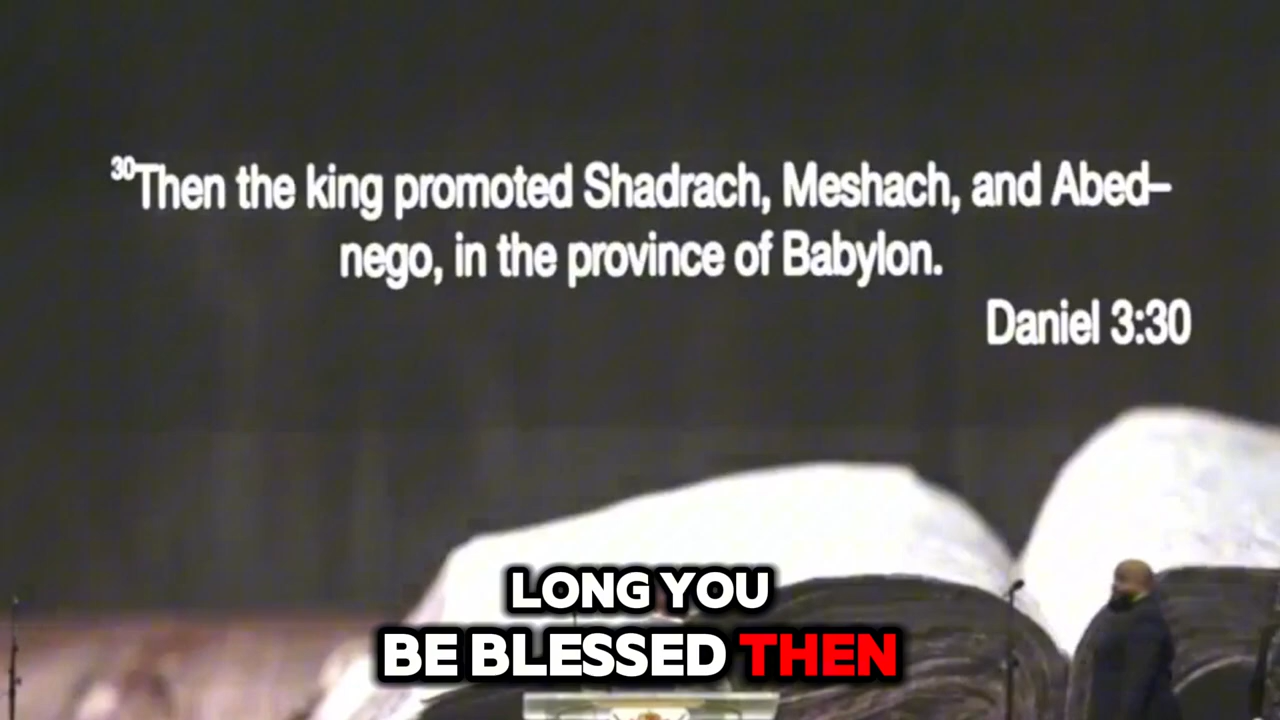 30Then the king promoted Shadrach, Meshach, and Abed–
nego, in the province of Babylon.
Daniel 3:30
LONG YOU
BE BLESSED THEN